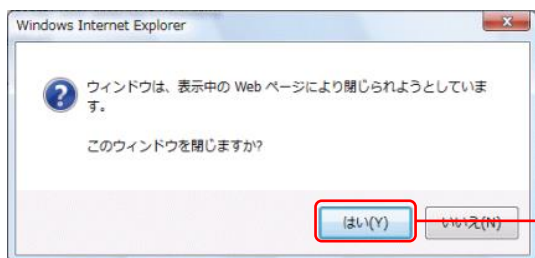 Windows Internet Explorer
ウィンドウは、表示中の Web ページにより閉じられようとしていま
す。
このウィンドウを閉じますか?
はい(Y)
いいえ(N)